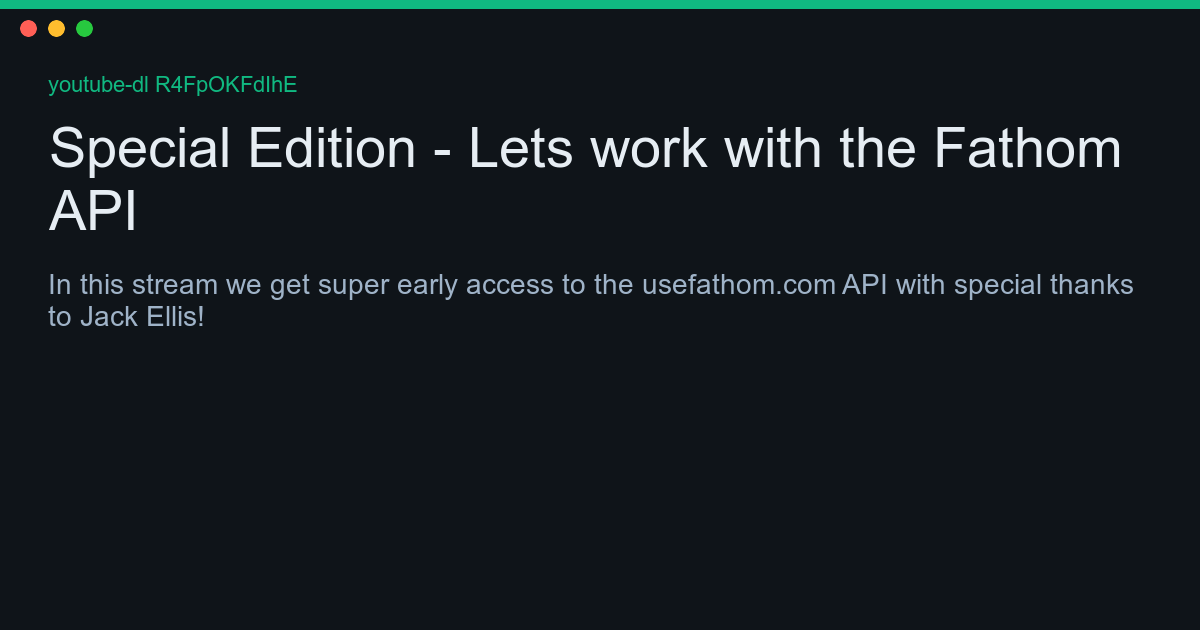 youtube-dl R4FpOKFdIhE
Special Edition - Lets work with the Fathom
API
In this stream we get super early access to the usefathom.com API with special thanks
to Jack Ellis!